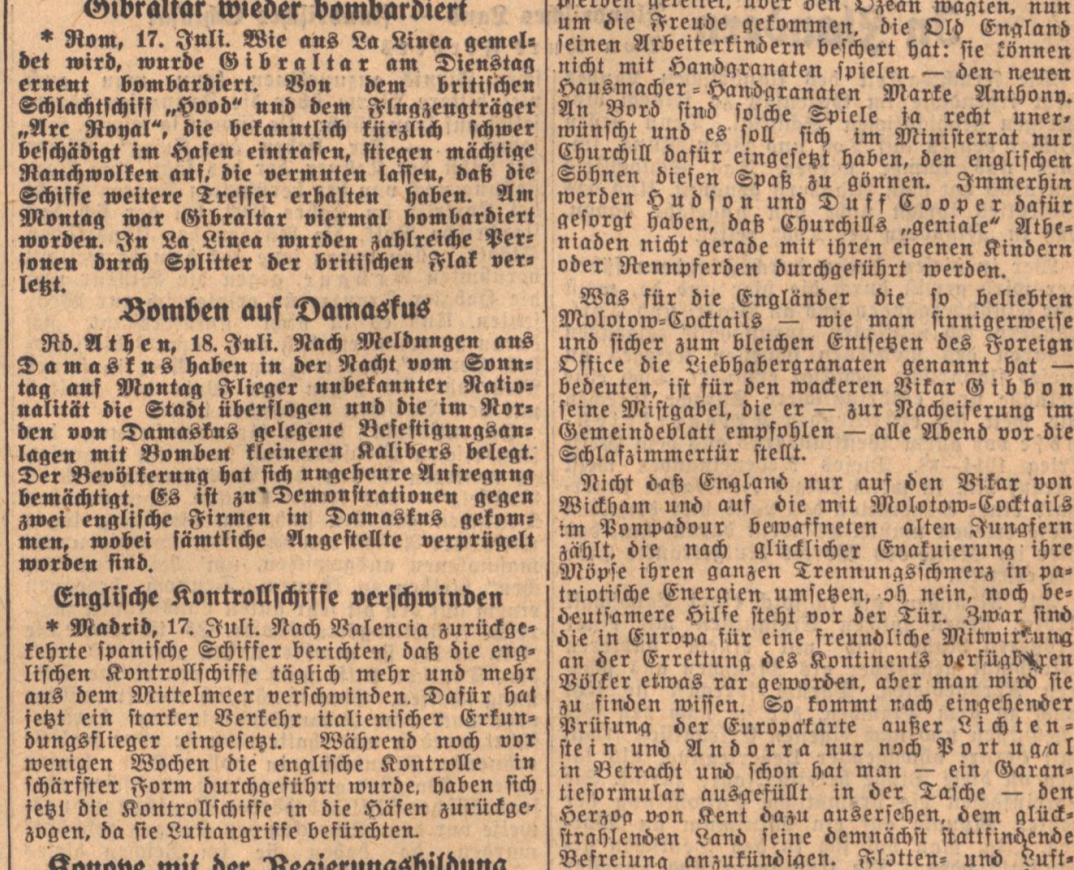 Gibraltar wieder bombardiert
* Rom, 17. Juli. Wie aus La Linea gemel-
det wird, wurde Gibraltar am Dienstag
erneut bombardiert. Von dem britischen
Schlachtschiff „Hood“ und dem Flugzeugträger
„Arc Royal“, die bekanntlich kürzlich schwer
beschädigt im Hafen eintrafen, stiegen mächtige
Rauchwolken auf, die vermuten lassen, daß die
Schiffe weitere Treffer erhalten haben. Am
Montag war Gibraltar viermal bombardiert
worden. In La Linea wurden zahlreiche Per-
sonen durch Splitter der britischen Flak ver-
letzt.
Bomben auf Damaskus
Rd. Athen, 18. Juli. Nach Meldungen aus
Damaskus haben in der Nacht vom Sonn-
tag auf Montag Flieger unbekannter Natio-
nalität die Stadt überflogen und die im Nor-
den von Damaskus gelegene Befestigungsan-
lagen mit Bomben kleineren Kalibers belegt.
Der Bevölkerung hat sich ungeheure Aufregung
bemächtigt. Es ist zu Demonstrationen gegen
zwei englische Firmen in Damaskus gekom-
men, wobei sämtliche Angestellte verprügelt
worden sind.
Englische Kontrollschiffe verschwinden
* Madrid, 17. Juli. Nach Valencia zurückge-
kehrte spanische Schiffer berichten, daß die eng-
lischen Kontrollschiffe täglich mehr und mehr
aus dem Mittelmeer verschwinden. Dafür hat
jetzt ein starker Verkehr italienischer Erkun-
dungsflieger eingesetzt. Während noch vor
wenigen Wochen die englische Kontrolle in
schärfster Form durchgeführt wurde, haben sich
jetzt die Kontrollschiffe in die Häfen zurückge-
zogen, da sie Luftangriffe befürchten.
Konoye mit der Regierungsbildung
pferden geleitet, über den Ozean wagten, nun
um die Freude gekommen, die Old England
seinen Arbeiterkindern beschert hat: sie können
nicht mit Handgranaten spielen — den neuen
Hausmacher-Handgranaten Marke Anthony.
An Bord sind solche Spiele ja recht uner-
wünscht und es soll sich im Ministerrat nur
Churchill dafür eingesetzt haben, den englischen
Söhnen diesen Spaß zu gönnen. Immerhin
werden Hudson und Duff Cooper dafür
gesorgt haben, daß Churchills „geniale“ Athe-
niaden nicht gerade mit ihren eigenen Kindern
oder Rennpferden durchgeführt werden.
Was für die Engländer die so beliebten
Molotow-Cocktails — wie man sinnigerweise
und sicher zum bleichen Entsetzen des Foreign
Office die Liebhabergranaten genannt hat —
bedeuten, ist für den wackeren Vikar Gibbon
seine Mistgabel, die er — zur Nacheiferung im
Gemeindeblatt empfohlen — alle Abend vor die
Schlafzimmertür stellt.
Nicht daß England nur auf den Vikar von
Wickham und auf die mit Molotow-Cocktails
im Pompadour bewaffneten alten Jungfern
zählt, die nach glücklicher Evakuierung ihre
Möpse ihren ganzen Trennungsschmerz in pa-
triotische Energien umsetzen, oh nein, noch be-
deutsamere Hilfe steht vor der Tür. Zwar sind
die in Europa für eine freundliche Mitwirkung
an der Errettung des Kontinents verfügbaren
Völker etwas rar geworden, aber man wird sie
zu finden wissen. So kommt nach eingehender
Prüfung der Europakarte außer Lichten-
stein und Andorra nur noch Portugal
in Betracht und schon hat man — ein Garan-
tieformular ausgefüllt in der Tasche — den
Herzog von Kent dazu ausersehen, dem glück-
strahlenden Land seine demnächst stattfindende
Befreiung anzukündigen. Flotten- und Luft-